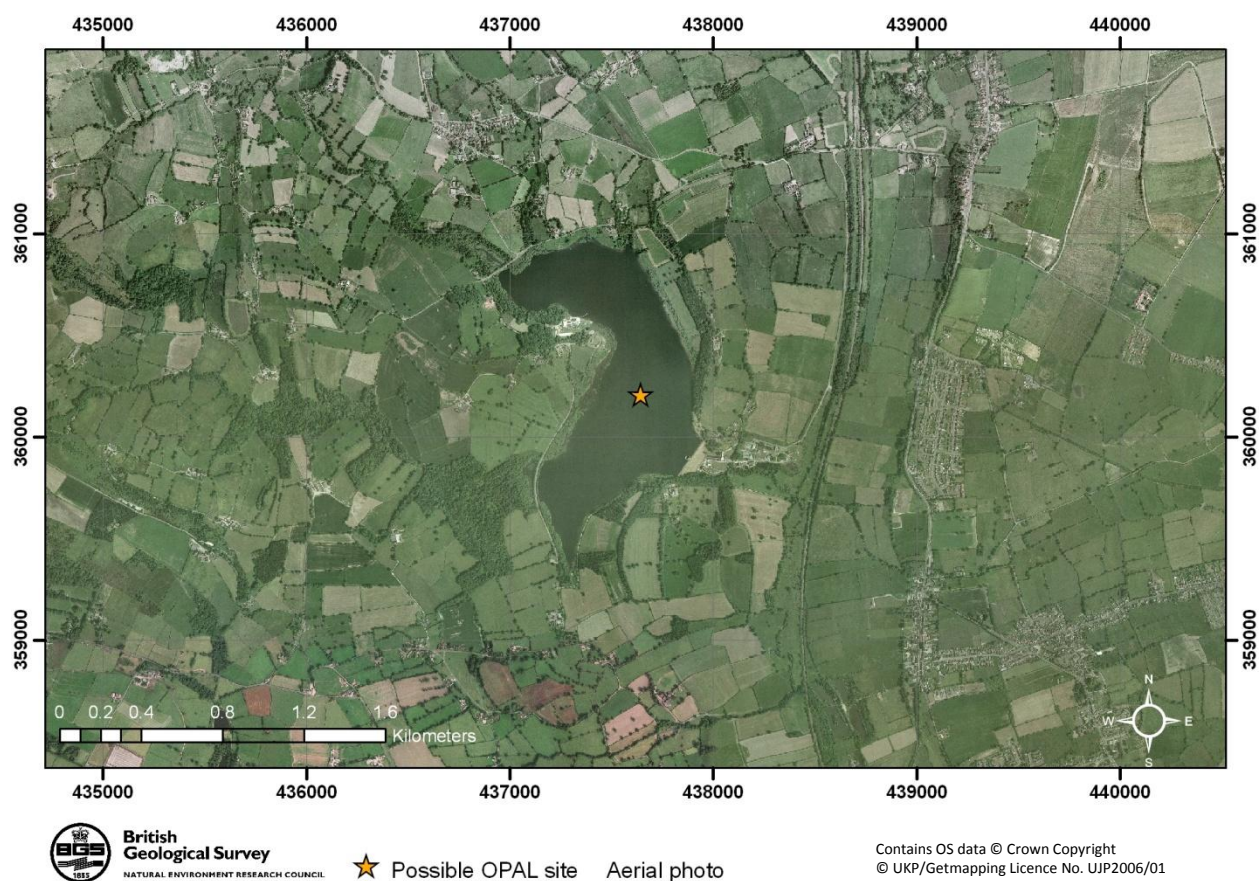 435000 436000 437000 438000 439000 440000
361000 361000
360000 360000
359000 359000
0 0.2 0.4 0.8 1.2 1.6
Kilometers
N
W E
S
435000 436000 437000 438000 439000 440000
BGS
1835
British
Geological Survey
NATURAL ENVIRONMENT RESEARCH COUNCIL
Possible OPAL site Aerial photo
Contains OS data © Crown Copyright
© UKP/Getmapping Licence No. UJP2006/01